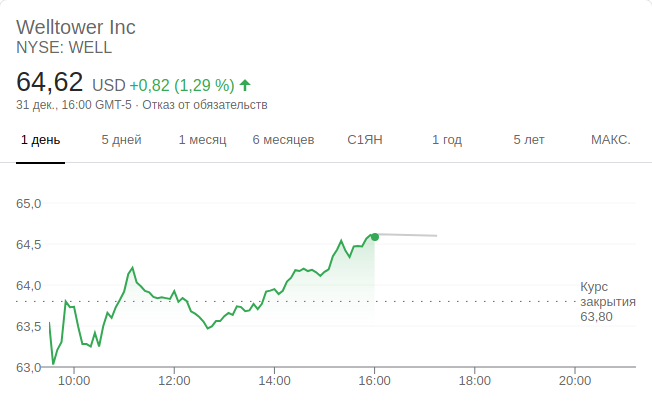 Welltower Inc
NYSE: WELL
64,62 USD +0,82 (1,29 %)
31 дек., 16:00 GMT-5 · Отказ от обязательств
1 день 5 дней 1 месяц 6 месяцев С1ЯН 1 год 5 лет МАКС.
65,0
64,5
64,0
63,5
63,0
Курс
закрытия
63,80
10:00 12:00 14:00 16:00 18:00 20:00